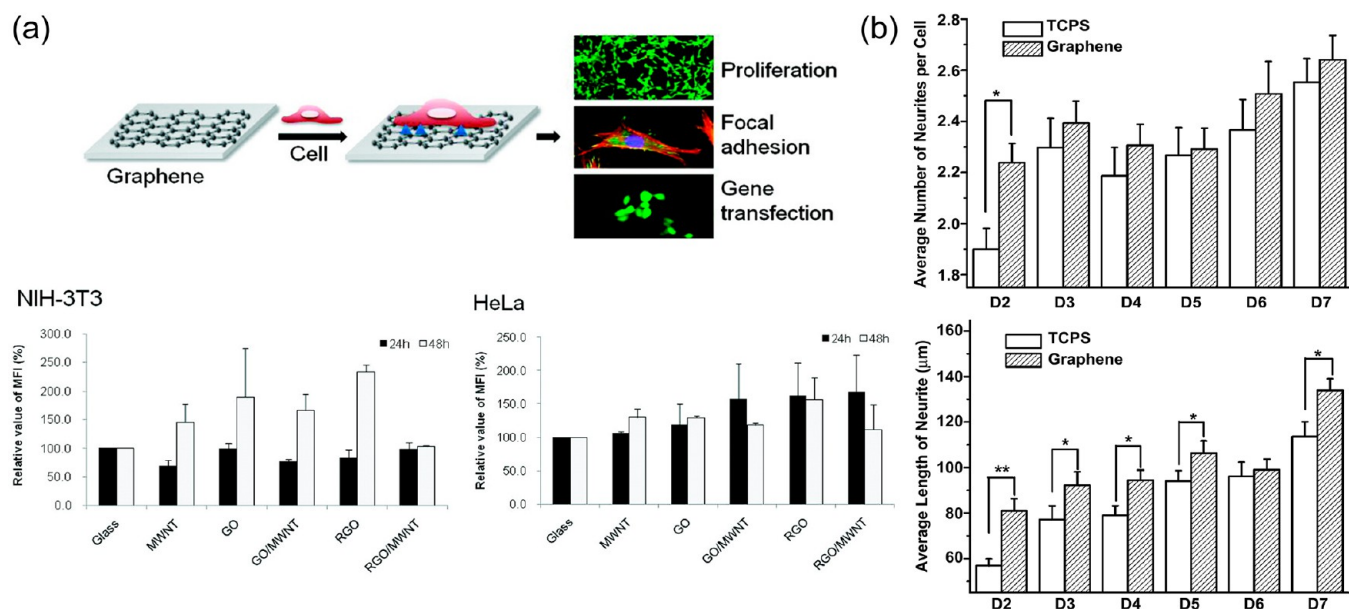 (a)
Graphene
Cell
Proliferation
Focal
adhesion
Gene
transfection
NIH-3T3
Relative value of MFI (%)
300.0
250.0
200.0
150.0
100.0
50.0
0.0
24h 48h
Glass
MWNT
GO
GO/MWNT
RGO
RGO/MWNT
HeLa
Relative value of MFI (%)
250.0
200.0
150.0
100.0
50.0
0.0
24h 48h
Glass
MWNT
GO
GO/MWNT
RGO
RGO/MWNT
(b)
Average Number of Neurites per Cell
2.8
2.6
2.4
2.2
2.0
1.8
TCPS
Graphene
*
D2 D3 D4 D5 D6 D7
Average Length of Neurite (μm)
160
140
120
100
80
60
TCPS
Graphene
**
*
*
*
*
D2 D3 D4 D5 D6 D7